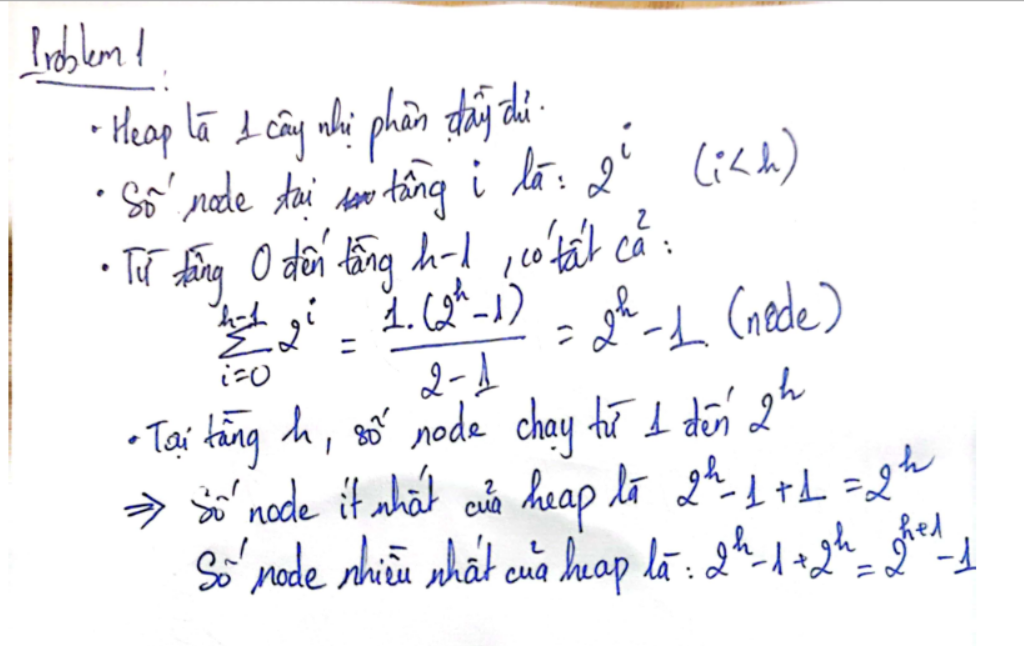 Problem 1:
• Heap là 1 cây nhị phân đầy đủ.
• Số node tại tầng i là: 2^i (i<h)
• Từ tầng 0 đến tầng h-1, có tất cả:
\sum_{i=0}^{h-1} 2^i = \frac{1.(2^h-1)}{2-1} = 2^h-1. (node)
• Tại tầng h, số node chạy từ 1 đến 2^h
⇒ Số node ít nhất của heap là 2^h-1+1=2^h
Số node nhiều nhất của heap là: 2^h-1+2^h=2^{h+1}-1